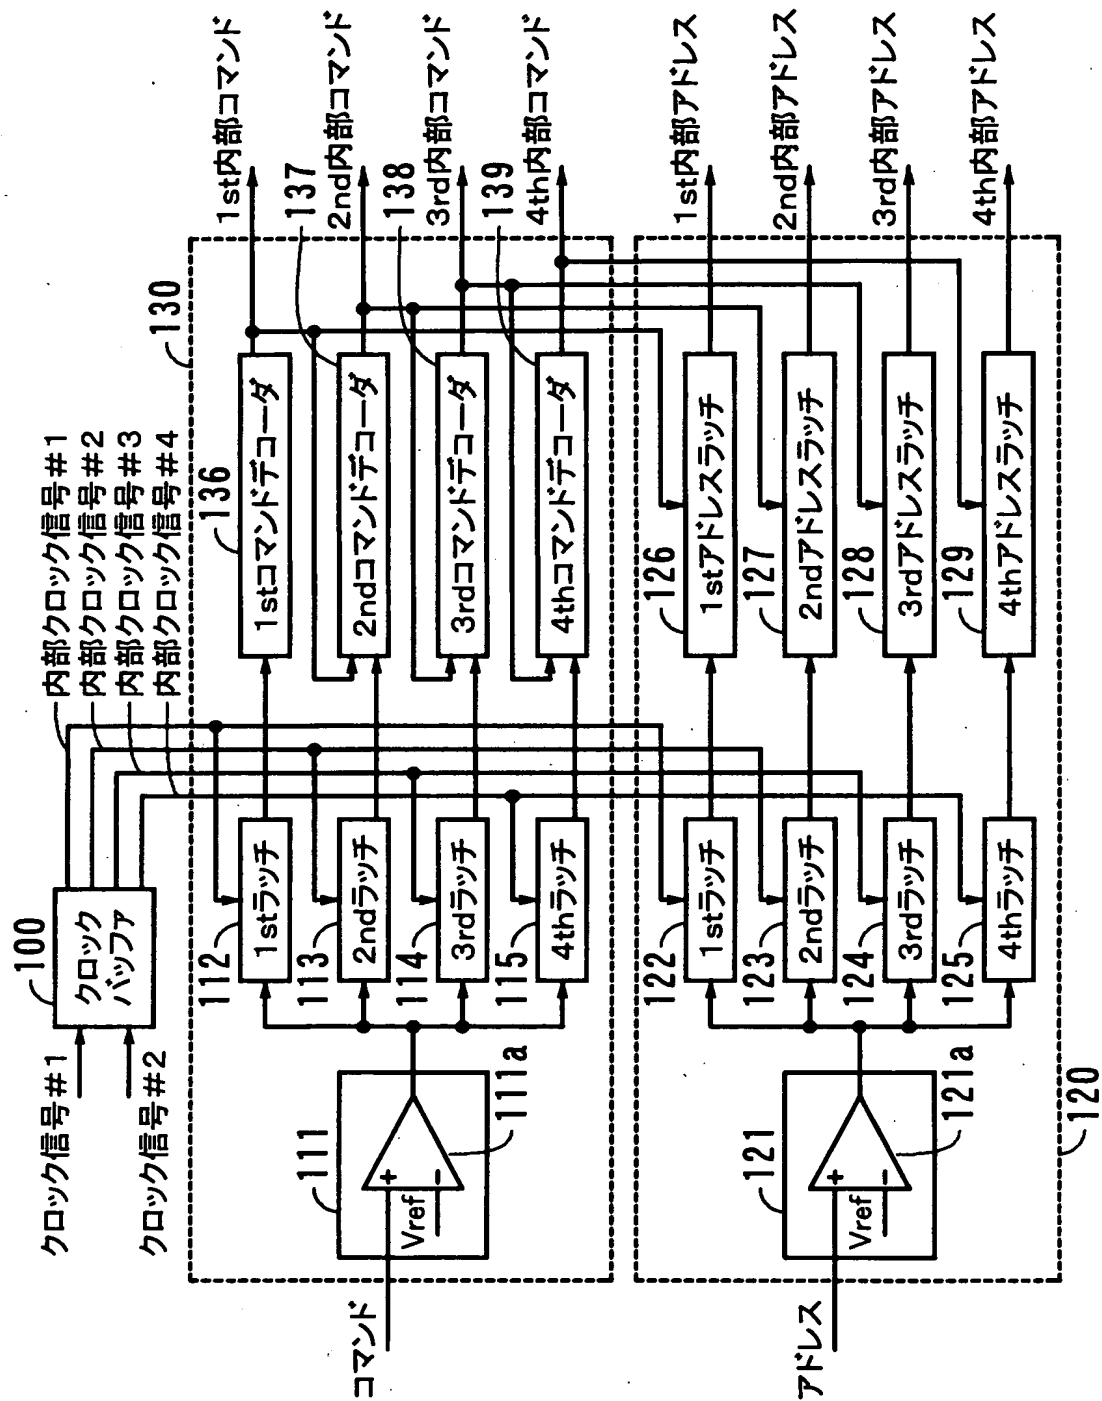 クロック信号#1
クロック信号#2
100
クロック
バッファ
内部クロック信号#1
内部クロック信号#2
内部クロック信号#3
内部クロック信号#4
130
コマンド
111
Vref
+
−
111a
112
1stラッチ
113
2ndラッチ
114
3rdラッチ
115
4thラッチ
136
1stコマンドデコーダ
137
2ndコマンドデコーダ
138
3rdコマンドデコーダ
139
4thコマンドデコーダ
1st内部コマンド
2nd内部コマンド
3rd内部コマンド
4th内部コマンド
アドレス
121
Vref
+
−
121a
122
1stラッチ
123
2ndラッチ
124
3rdラッチ
125
4thラッチ
126
1stアドレスラッチ
127
2ndアドレスラッチ
128
3rdアドレスラッチ
129
4thアドレスラッチ
1st内部アドレス
2nd内部アドレス
3rd内部アドレス
4th内部アドレス
120